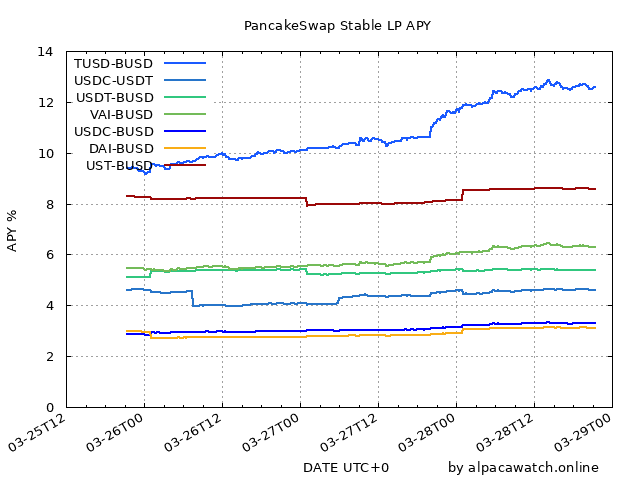 PancakeSwap Stable LP APY
14
12
10
8
6
4
2
0
APY %
TUSD-BUSD
USDC-USDT
USDT-BUSD
VAI-BUSD
USDC-BUSD
DAI-BUSD
UST-BUSD
03-25T12
03-26T00
03-26T12
03-27T00
03-27T12
03-28T00
03-28T12
03-29T00
DATE UTC+0
by alpacawatch.online